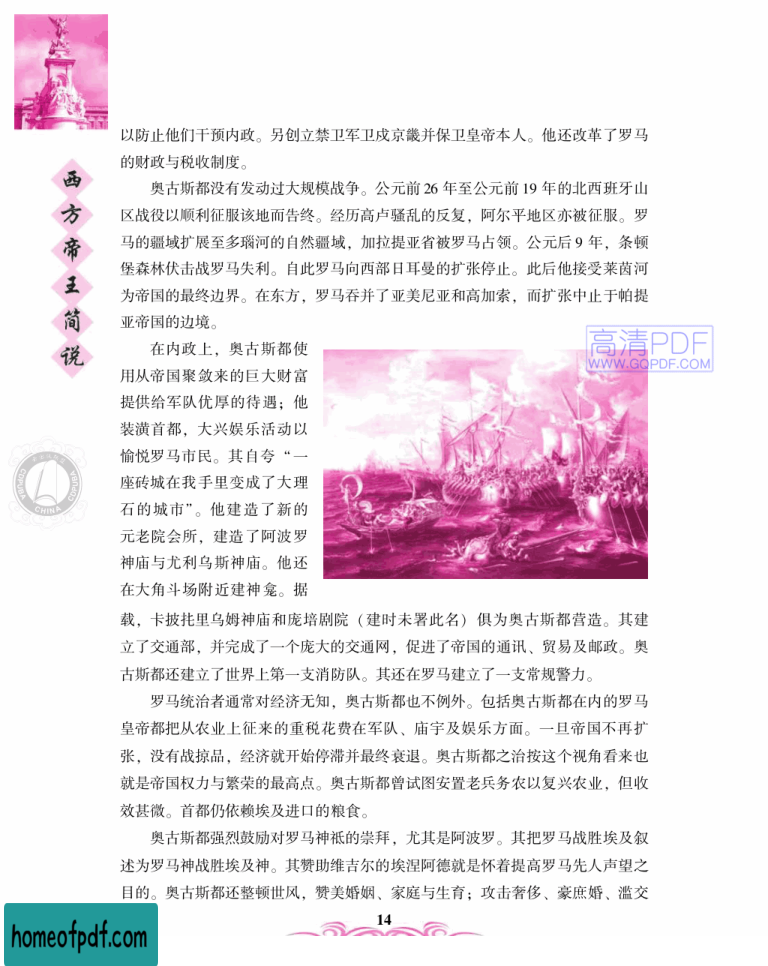 以防止他们干预内政。另创立禁卫军卫戍京畿并保卫皇帝本人。他还改革了罗马
的财政与税收制度。
奥古斯都没有发动过大规模战争。公元前 26 年至公元前 19 年的北西班牙山
区战役以顺利征服该地而告终。经历高卢骚乱的反复，阿尔平地区亦被征服。罗
马的疆域扩展至多瑙河的自然疆域，加拉提亚省被罗马占领。公元后 9 年，条顿
堡森林伏击战罗马失利。自此罗马向西部日耳曼的扩张停止。此后他接受莱茵河
为帝国的最终边界。在东方，罗马吞并了亚美尼亚和高加索，而扩张中止于帕提
亚帝国的边境。
在内政上，奥古斯都使
用从帝国聚敛来的巨大财富
提供给军队优厚的待遇；他
装潢首都，大兴娱乐活动以
愉悦罗马市民。其自夸“一
座砖城在我手里变成了大理
石的城市”。他建造了新的
元老院会所，建造了阿波罗
神庙与尤利乌斯神庙。他还
在大角斗场附近建神龛。据
载，卡披扥里乌姆神庙和庞培剧院（建时未署此名）俱为奥古斯都营造。其建
立了交通部，并完成了一个庞大的交通网，促进了帝国的通讯、贸易及邮政。奥
古斯都还建立了世界上第一支消防队。其还在罗马建立了一支常规警力。
罗马统治者通常对经济无知，奥古斯都也不例外。包括奥古斯都在内的罗马
皇帝都把从农业上征来的重税花费在军队、庙宇及娱乐方面。一旦帝国不再扩
张，没有战掠品，经济就开始停滞并最终衰退。奥古斯都之治按这个视角看来也
就是帝国权力与繁荣的最高点。奥古斯都曾试图安置老兵务农以复兴农业，但收
效甚微。首都仍依赖埃及进口的粮食。
奥古斯都强烈鼓励对罗马神祇的崇拜，尤其是阿波罗。其把罗马战胜埃及叙
述为罗马神战胜埃及神。其赞助维吉尔的埃涅阿德就是怀着提高罗马先人声望之
目的。奥古斯都还整顿世风，赞美婚姻、家庭与生育；攻击奢侈、豪庶婚、滥交
14
西方帝王简说
高清PDF
WWW.GQPDF.COM
COPUBA
CHINA
COPUBA
homeofpdf.com